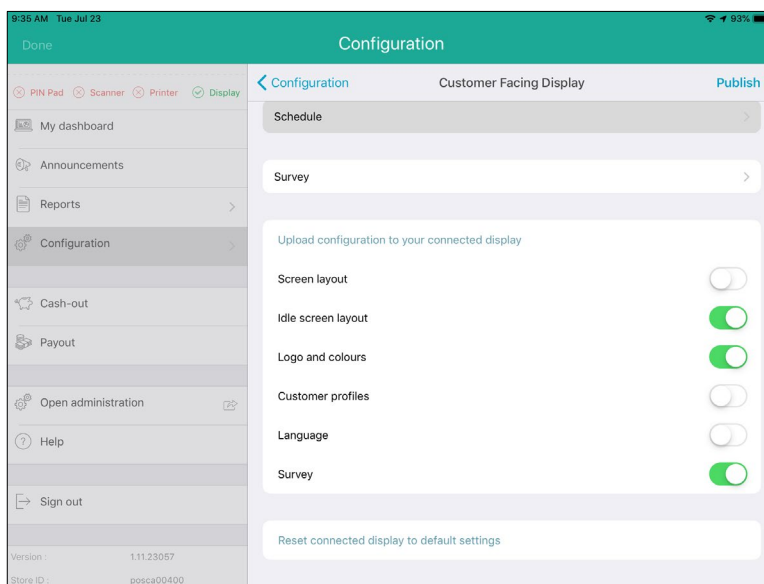 9:35 AM Tue Jul 23
93%
Done
Configuration
PIN Pad Scanner Printer Display
Configuration
Customer Facing Display
Publish
My dashboard
Announcements
Reports
Configuration
Cash-out
Payout
Open administration
Help
Sign out
Version : 1.11.23057
Store ID : posca00400
Schedule
Survey
Upload configuration to your connected display
Screen layout
Idle screen layout
Logo and colours
Customer profiles
Language
Survey
Reset connected display to default settings